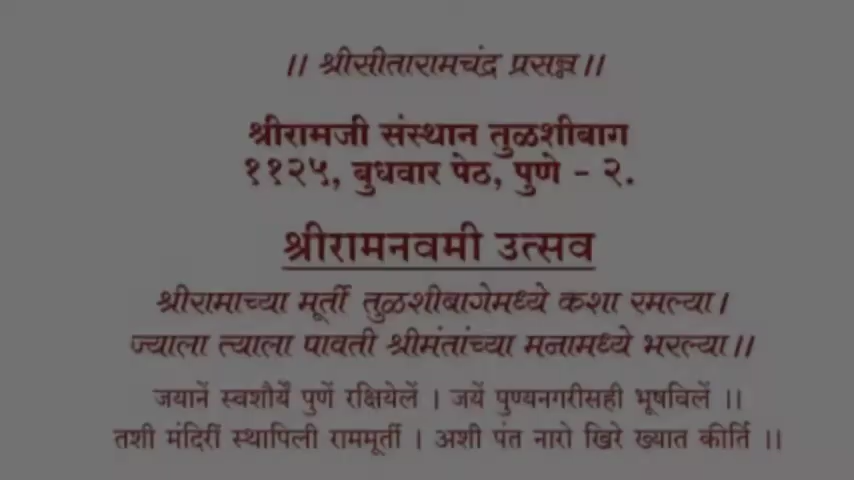 ।। श्रीसीतारामचंद्र प्रसन्न।।
श्रीरामजी संस्थान तुळशीबाग
११२५, बुधवार पेठ, पुणे - २.
श्रीरामनवमी उत्सव
श्रीरामाच्या मूर्ती तुळशीबागेमध्ये कशा रमल्या।
ज्याला त्याला पावती श्रीमंतांच्या मनामध्ये भरल्या।।
जयानें स्वशौर्यें पुणें रक्षियेलें । जयें पुण्यनगरीसही भूषविलें ।।
तशी मंदिरीं स्थापिली राममूर्ती । अशी पंत नारो खिरे ख्यात कीर्ति ।।